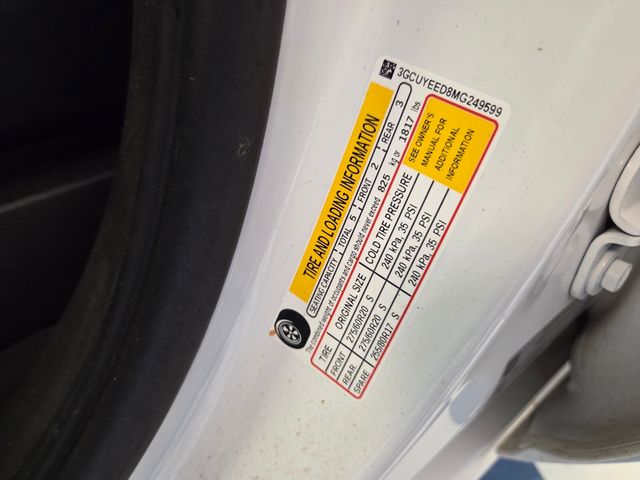 3GCUYEED8MG249599
TIRE AND LOADING INFORMATION
SEATING CAPACITY TOTAL 5 FRONT 2 REAR 3
The combined weight of occupants and cargo should never exceed 825 kg or 1817 lbs
TIRE ORIGINAL SIZE COLD TIRE PRESSURE
FRONT 275/60R20 S 240 kPa, 35 PSI
REAR 275/60R20 S 240 kPa, 35 PSI
SPARE 255/80R17 S 240 kPa, 35 PSI
SEE OWNER'S
MANUAL FOR
ADDITIONAL
INFORMATION